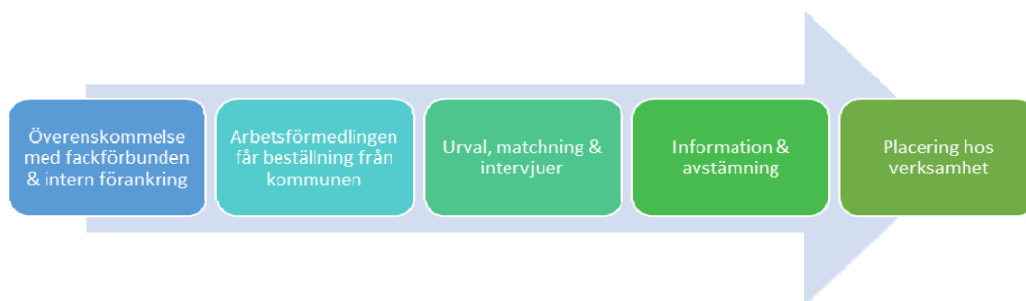 Överenskommelse
med fackförbunden
& intern förankring
Arbetsförmedlingen
får beställning från
kommunen
Urval, matchning &
intervjuer
Information &
avstämning
Placering hos
verksamhet